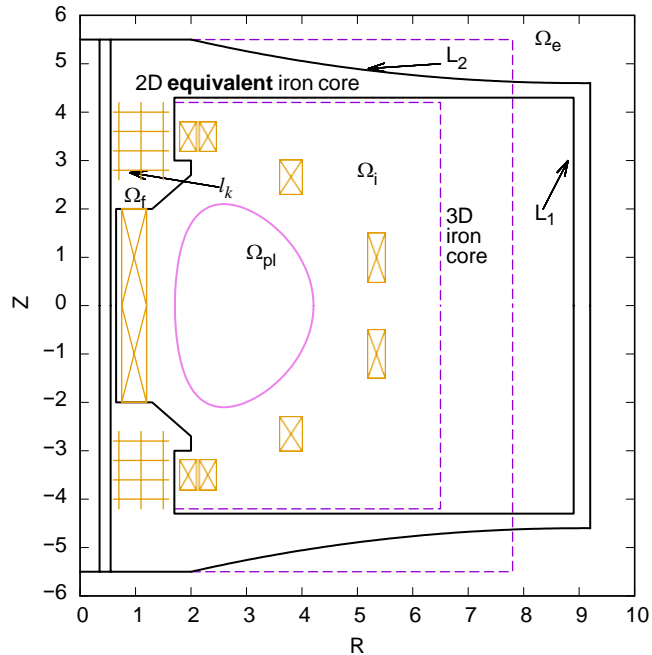 6
5
4
3
2
1
0
−1
−2
−3
−4
−5
−6
0 1 2 3 4 5 6 7 8 9 10
Z
R
Ωe
L2
2D equivalent iron core
Ωi
Ωf
lk
L1
3D
iron
core
Ωpl